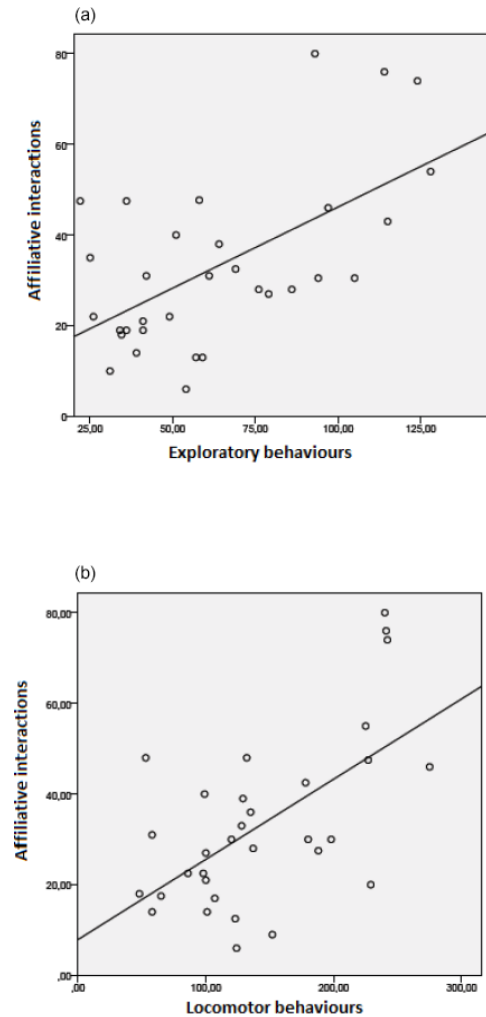 (a)
80
60
40
20
0
Affiliative interactions
25,00 50,00 75,00 100,00 125,00
Exploratory behaviours
(b)
80,00
60,00
40,00
20,00
,00
Affiliative interactions
,00 100,00 200,00 300,00
Locomotor behaviours